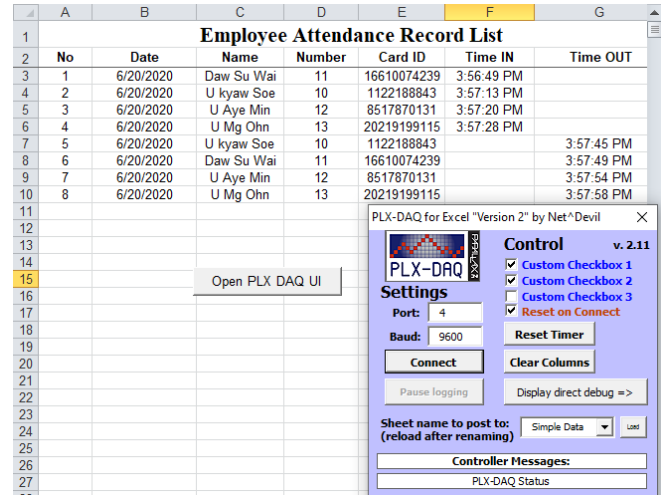 A B C D E F G
1 Employee Attendance Record List
2 No Date Name Number Card ID Time IN Time OUT
3 1 6/20/2020 Daw Su Wai 11 16610074239 3:56:49 PM
4 2 6/20/2020 U kyaw Soe 10 1122188843 3:57:13 PM
5 3 6/20/2020 U Aye Min 12 8517870131 3:57:20 PM
6 4 6/20/2020 U Mg Ohn 13 20219199115 3:57:28 PM
7 5 6/20/2020 U kyaw Soe 10 1122188843 3:57:45 PM
8 6 6/20/2020 Daw Su Wai 11 16610074239 3:57:49 PM
9 7 6/20/2020 U Aye Min 12 8517870131 3:57:54 PM
10 8 6/20/2020 U Mg Ohn 13 20219199115 3:57:58 PM
11
12
13
14
15
16
17
18
19
20
21
22
23
24
25
26
27
Open PLX DAQ UI
PLX-DAQ for Excel "Version 2" by Net^Devil
PLX-DAQ
PARALLAX
Control v. 2.11
Custom Checkbox 1
Custom Checkbox 2
Custom Checkbox 3
Reset on Connect
Settings
Port: 4
Baud: 9600
Reset Timer
Connect
Clear Columns
Pause logging
Display direct debug =>
Sheet name to post to:
(reload after renaming)
Simple Data
Load
Controller Messages:
PLX-DAQ Status